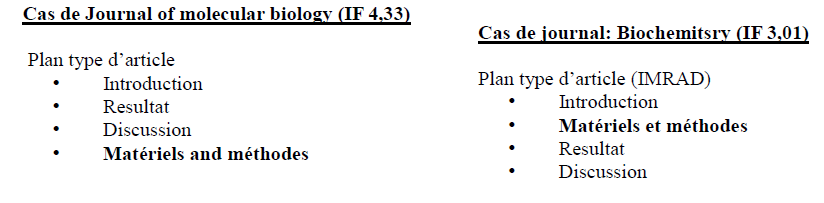 Cas de Journal of molecular biology (IF 4,33)
Plan type d'article
• Introduction
• Resultat
• Discussion
• Matériels and méthodes
Cas de journal: Biochemitsry (IF 3,01)
Plan type d'article (IMRAD)
• Introduction
• Matériels et méthodes
• Resultat
• Discussion